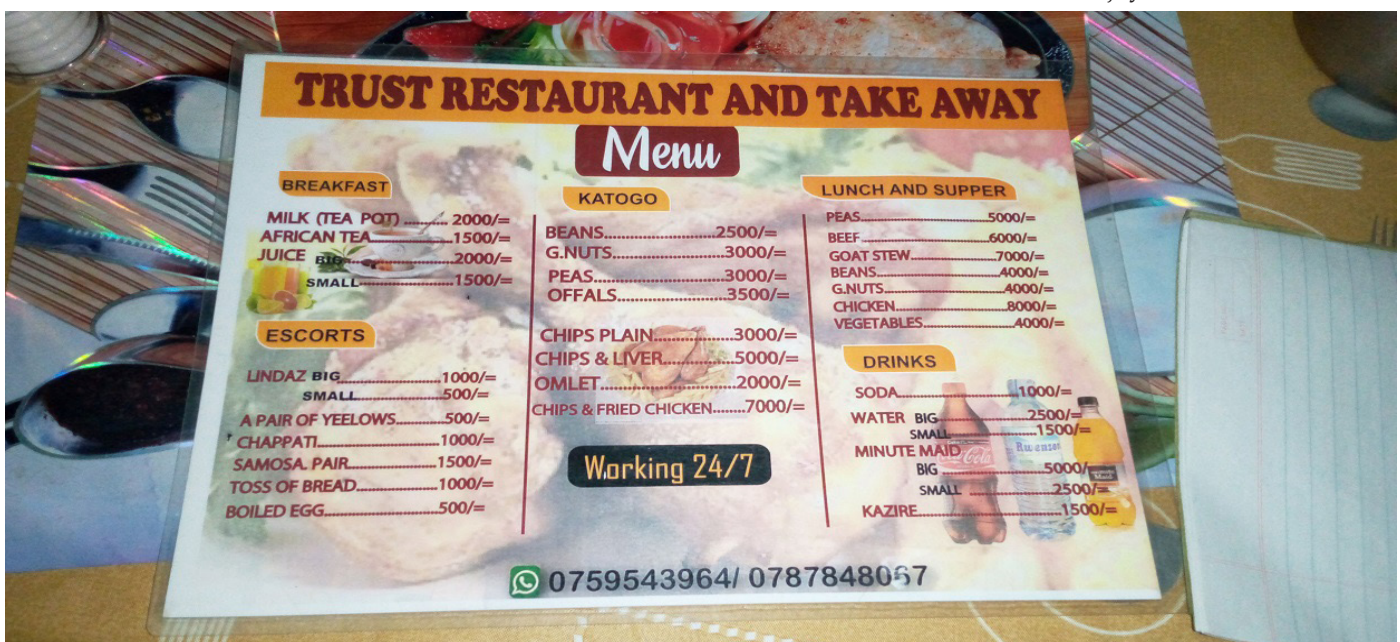 TRUST RESTAURANT AND TAKE AWAY
Menu
BREAKFAST
MILK (TEA POT) ........... 2000/=
AFRICAN TEA....................1500/=
JUICE BIG.........................2000/=
SMALL......................1500/=
ESCORTS
LINDAZ BIG........................1000/=
SMALL.......................500/=
A PAIR OF YEELOWS............500/=
CHAPPATI..............................1000/=
SAMOSA. PAIR......................1500/=
TOSS OF BREAD....................1000/=
BOILED EGG............................500/=
KATOGO
BEANS...........................2500/=
G.NUTS...........................3000/=
PEAS...............................3000/=
OFFALS..........................3500/=
CHIPS PLAIN...................3000/=
CHIPS & LIVER.................5000/=
OMLET................................2000/=
CHIPS & FRIED CHICKEN........7000/=
Working 24/7
LUNCH AND SUPPER
PEAS...............................5000/=
BEEF...............................6000/=
GOAT STEW....................7000/=
BEANS...............................4000/=
G.NUTS..............................4000/=
CHICKEN............................8000/=
VEGETABLES......................4000/=
DRINKS
SODA..............................1000/=
WATER BIG......................2500/=
SMALL.....................1500/=
MINUTE MAID
BIG ..........................5000/=
SMALL ....................2500/=
KAZIRE..............................1500/=
Coca-Cola
0759543964/ 0787848067